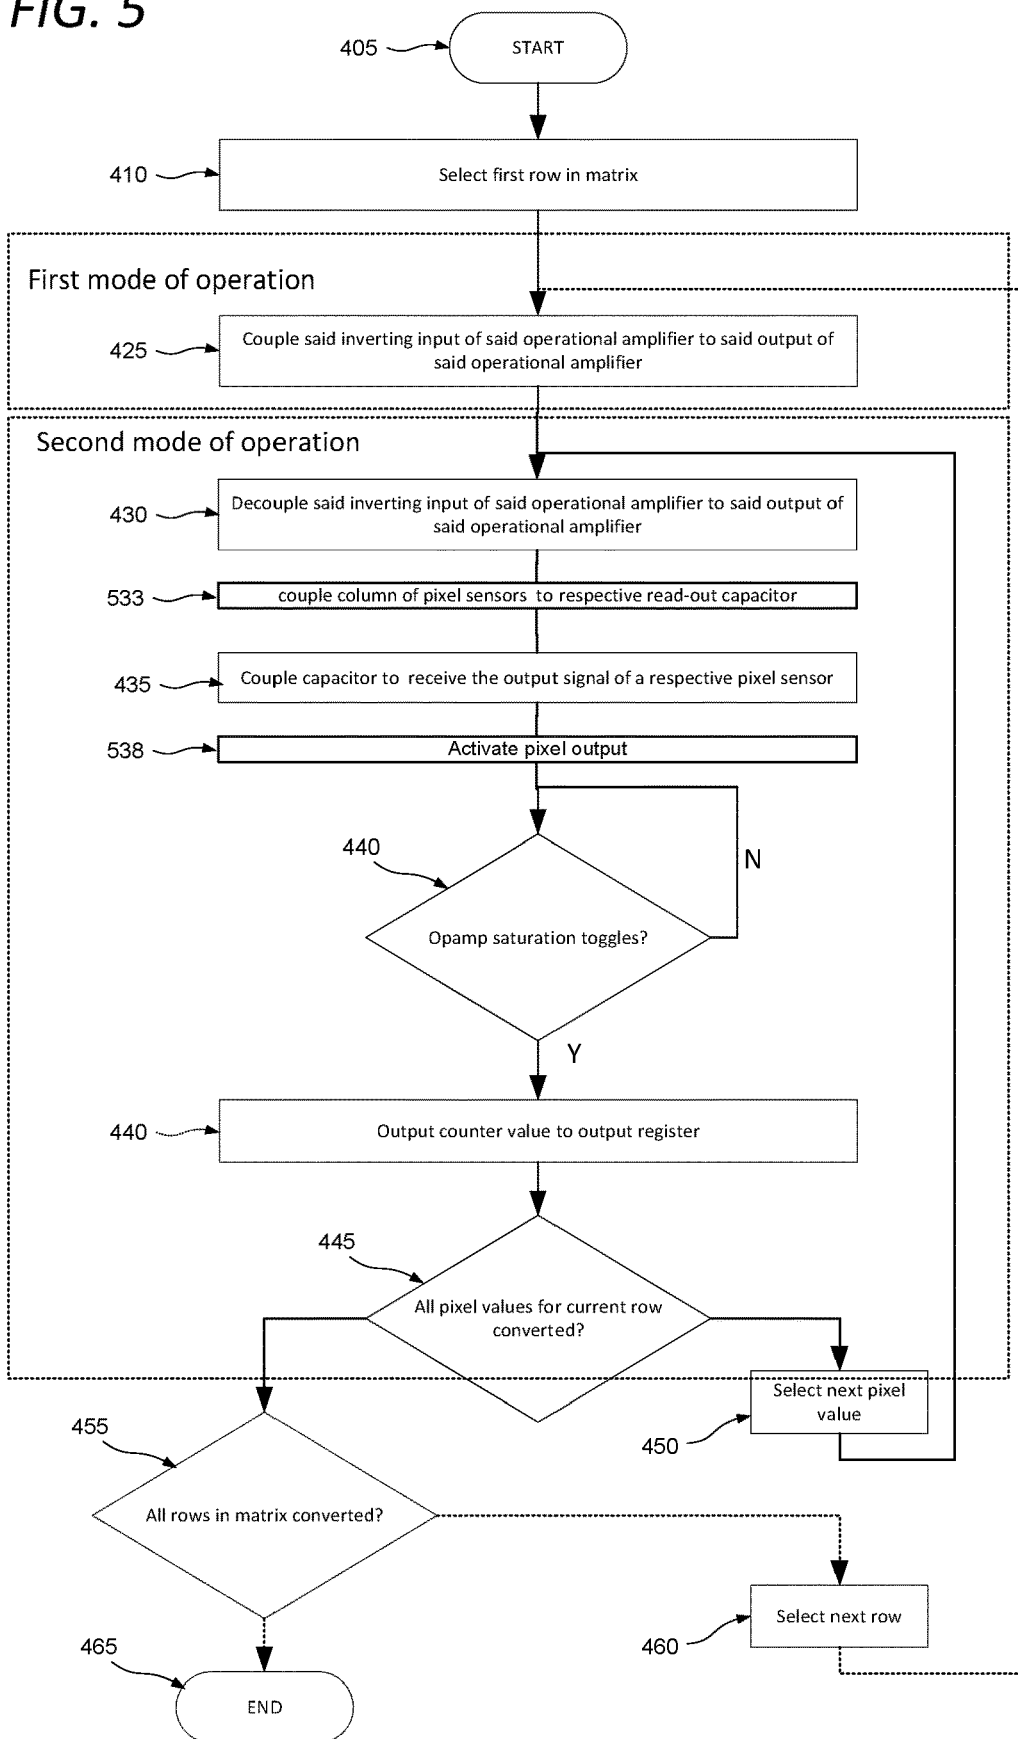 FIG. 5
405
START
410
Select first row in matrix
First mode of operation
425
Couple said inverting input of said operational amplifier to said output of
said operational amplifier
Second mode of operation
430
Decouple said inverting input of said operational amplifier to said output of
said operational amplifier
533
couple column of pixel sensors to respective read-out capacitor
435
Couple capacitor to receive the output signal of a respective pixel sensor
538
Activate pixel output
440
N
Opamp saturation toggles?
Y
440
Output counter value to output register
445
All pixel values for current row
converted?
Select next pixel
value
450
455
All rows in matrix converted?
Select next row
460
465
END